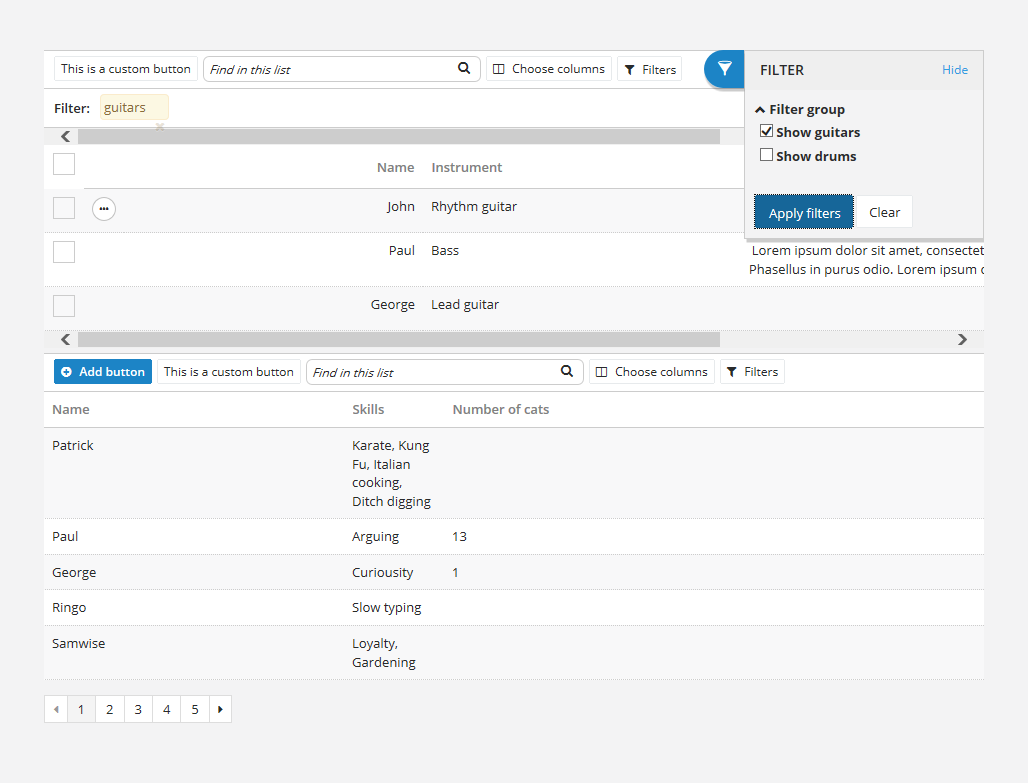 This is a custom button Find in this list Choose columns Filters FILTER Hide
Filter: guitars
Filter group
Show guitars
Show drums
Apply filters Clear
Name Instrument
John Rhythm guitar
Paul Bass Lorem ipsum dolor sit amet, consectet
Phasellus in purus odio. Lorem ipsum
George Lead guitar
Add button This is a custom button Find in this list Choose columns Filters
Name Skills Number of cats
Patrick Karate, Kung
Fu, Italian
cooking,
Ditch digging
Paul Arguing 13
George Curiousity 1
Ringo Slow typing
Samwise Loyalty,
Gardening
1 2 3 4 5